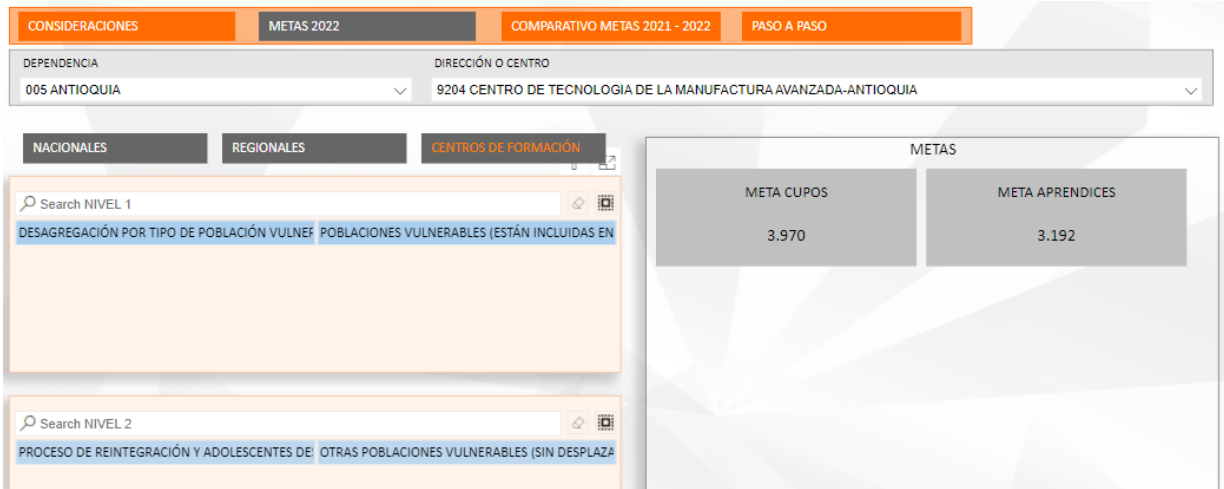 CONSIDERACIONES METAS 2022 COMPARATIVO METAS 2021 - 2022 PASO A PASO
DEPENDENCIA DIRECCIÓN O CENTRO
005 ANTIOQUIA 9204 CENTRO DE TECNOLOGIA DE LA MANUFACTURA AVANZADA-ANTIOQUIA
NACIONALES REGIONALES CENTROS DE FORMACIÓN
METAS
META CUPOS META APRENDICES
3.970 3.192
Search NIVEL 1
DESAGREGACIÓN POR TIPO DE POBLACIÓN VULNER POBLACIONES VULNERABLES (ESTÁN INCLUIDAS EN
Search NIVEL 2
PROCESO DE REINTEGRACIÓN Y ADOLESCENTES DE OTRAS POBLACIONES VULNERABLES (SIN DESPLAZA